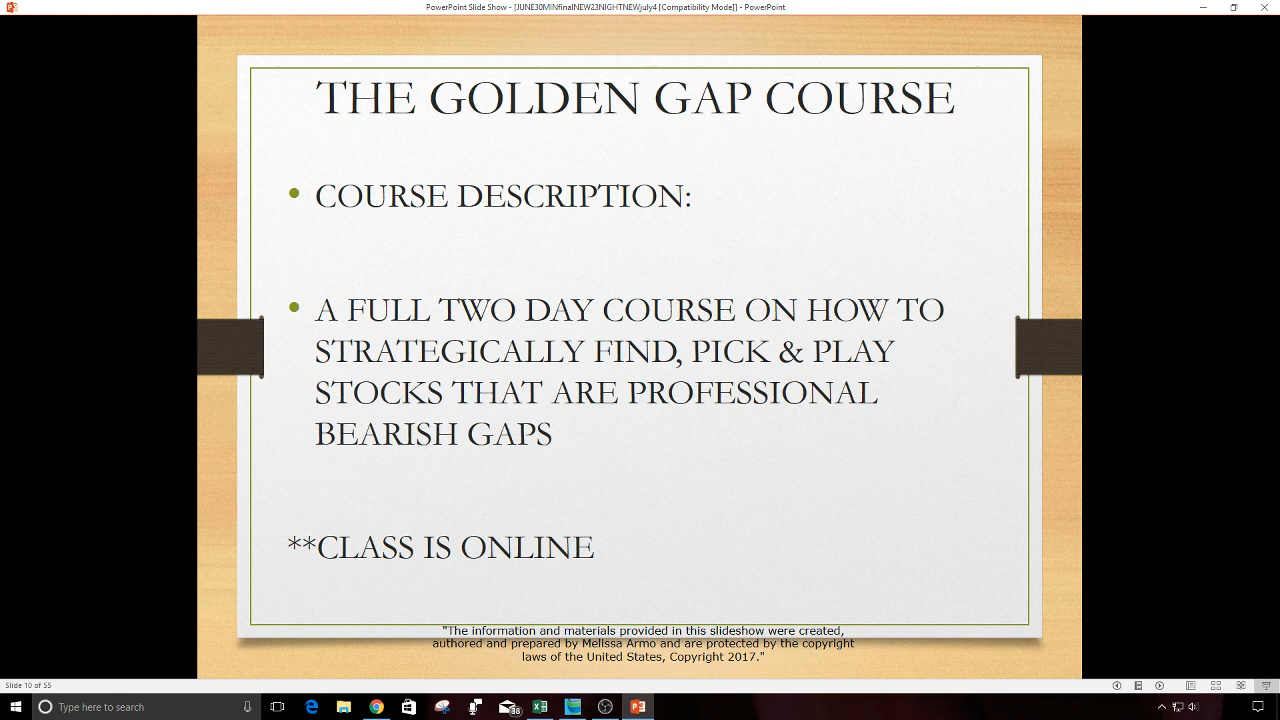 PowerPoint Slide Show - [JUNE30MINfinalNEW23NIGHTNEWjuly4 [Compatibility Mode]] - PowerPoint
THE GOLDEN GAP COURSE
• COURSE DESCRIPTION:
• A FULL TWO DAY COURSE ON HOW TO
STRATEGICALLY FIND, PICK & PLAY
STOCKS THAT ARE PROFESSIONAL
BEARISH GAPS
**CLASS IS ONLINE
"The information and materials provided in this slideshow were created,
authored and prepared by Melissa Armo and are protected by the copyright
laws of the United States, Copyright 2017."
Slide 10 of 55
Type here to search
58